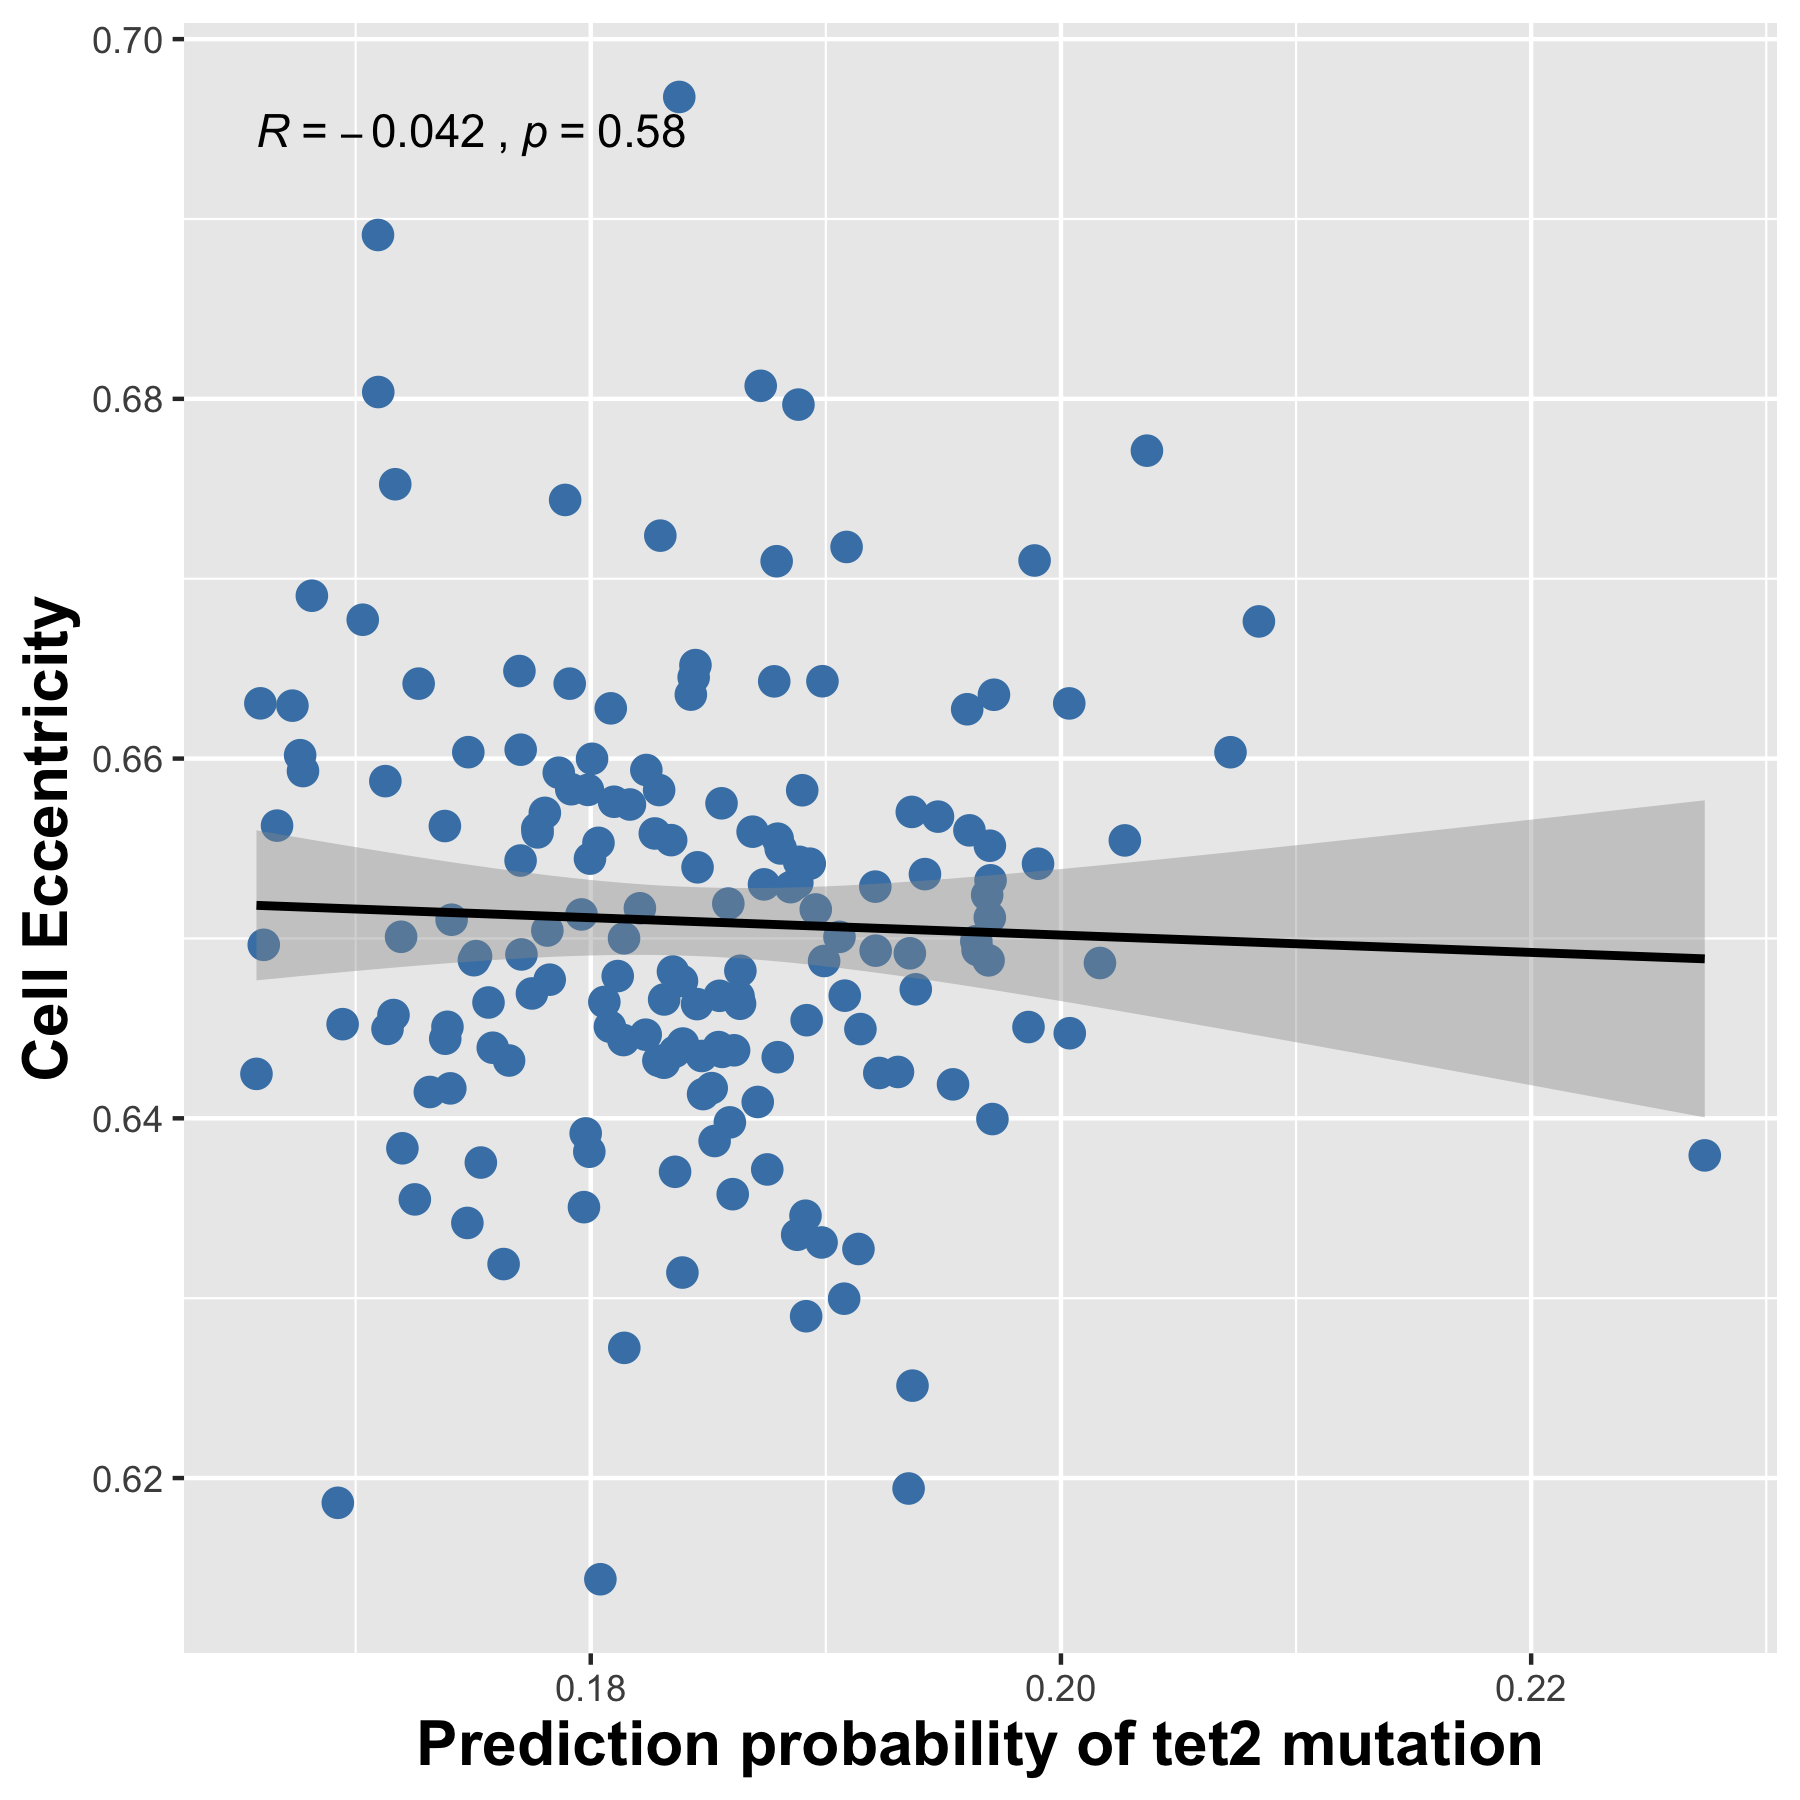 0.70
R = −0.042 , p = 0.58
0.68
0.66
0.64
0.62
Cell Eccentricity
0.18 0.20 0.22
Prediction probability of tet2 mutation